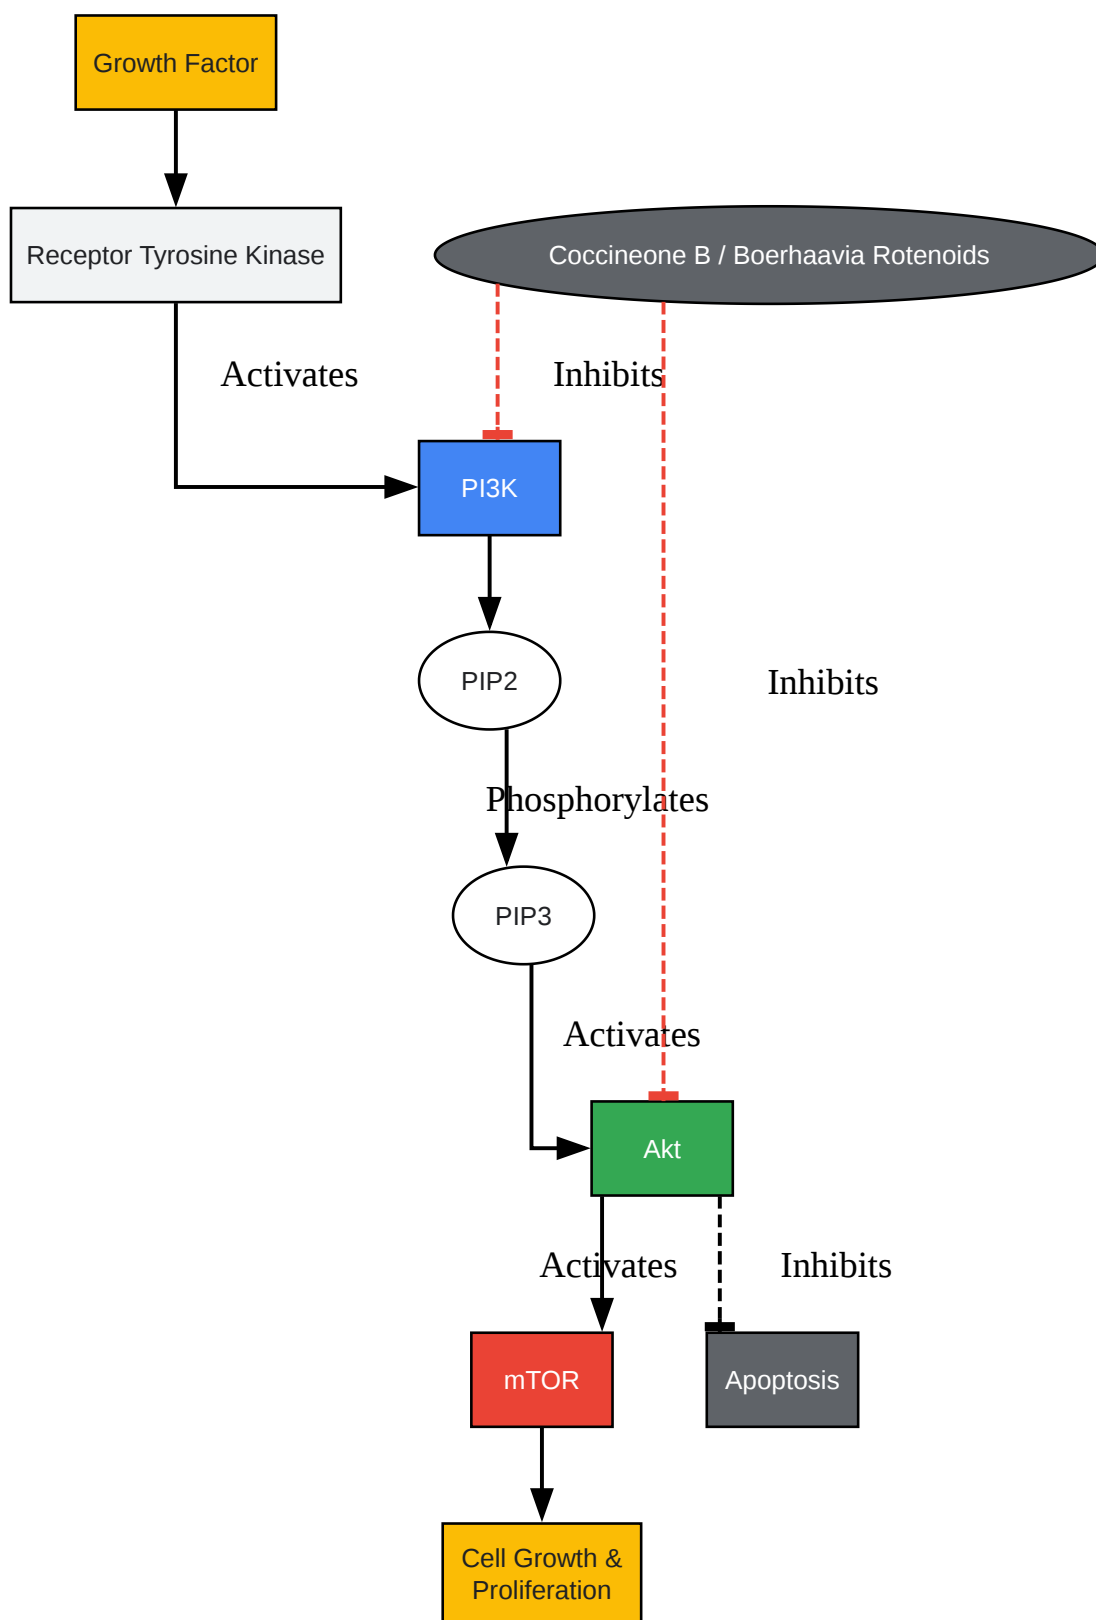 Growth Factor
Receptor Tyrosine Kinase
Coccineone B / Boerhaavia Rotenoids
Activates
Inhibits
PI3K
PIP2
Inhibits
Phosphorylates
PIP3
Activates
Akt
Activates
Inhibits
mTOR
Apoptosis
Cell Growth &
Proliferation